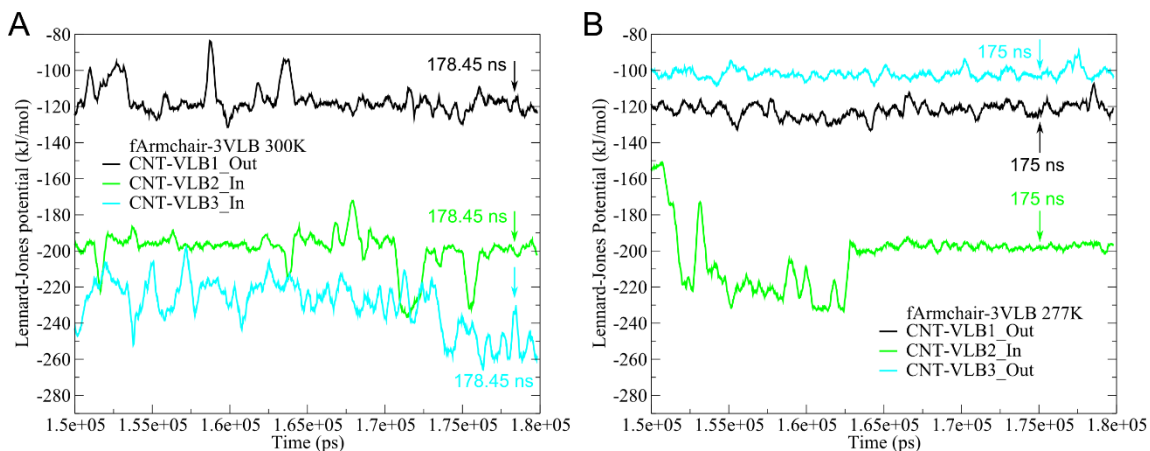 A
-80
-100
-120
-140
-160
-180
-200
-220
-240
-260
-280
Lennard-Jones Potential (kJ/mol)
178.45 ns
fArmchair-3VLB 300K
CNT-VLB1_Out
CNT-VLB2_In
CNT-VLB3_In
178.45 ns
178.45 ns
1.5e+05 1.55e+05 1.6e+05 1.65e+05 1.7e+05 1.75e+05 1.8e+05
Time (ps)
B
-80
-100
-120
-140
-160
-180
-200
-220
-240
-260
-280
Lennard-Jones Potential (kJ/mol)
175 ns
175 ns
175 ns
fArmchair-3VLB 277K
CNT-VLB1_Out
CNT-VLB2_In
CNT-VLB3_Out
1.5e+05 1.55e+05 1.6e+05 1.65e+05 1.7e+05 1.75e+05 1.8e+05
Time (ps)